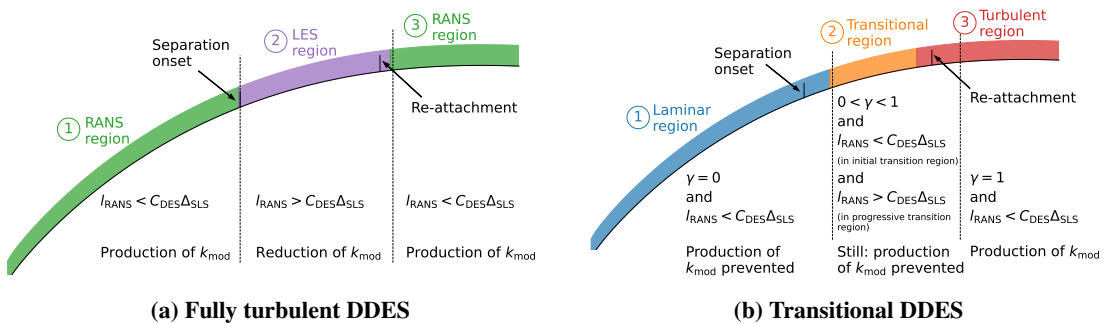 Separation
onset
② LES
region
③ RANS
region
① RANS
region
Re-attachment
l_RANS < C_DES Δ_SLS
l_RANS > C_DES Δ_SLS
l_RANS < C_DES Δ_SLS
Production of k_mod
Reduction of k_mod
Production of k_mod
(a) Fully turbulent DDES
Separation
onset
② Transitional
region
③ Turbulent
region
① Laminar
region
Re-attachment
γ = 0
and
l_RANS < C_DES Δ_SLS
Production of
k_mod prevented
0 < γ < 1
and
l_RANS < C_DES Δ_SLS
(in initial transition region)
and
l_RANS > C_DES Δ_SLS
(in progressive transition
region)
Still: production
of k_mod prevented
γ = 1
and
l_RANS < C_DES Δ_SLS
Production of k_mod
(b) Transitional DDES